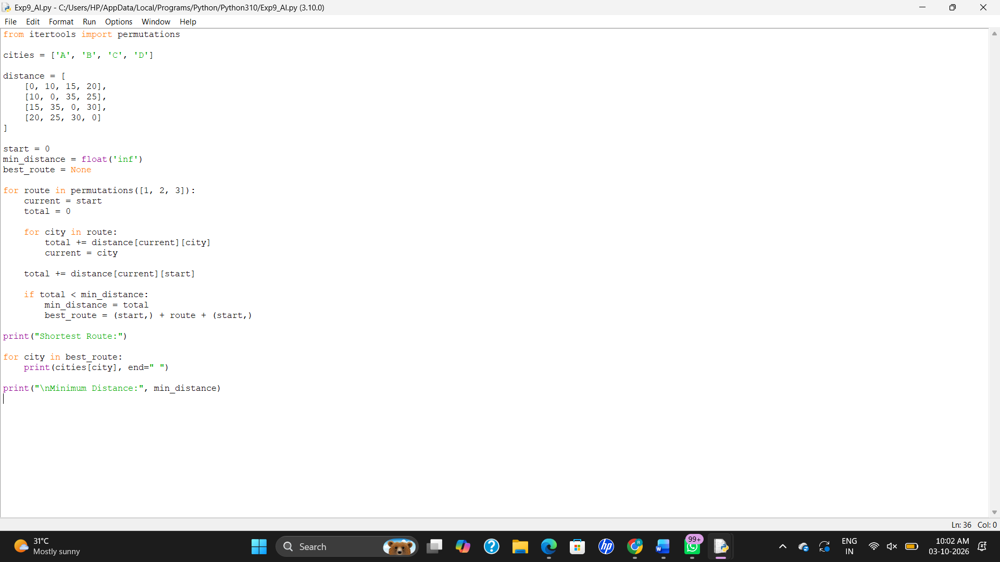 Exp9_AI.py - C:/Users/HP/AppData/Local/Programs/Python/Python310/Exp9_AI.py (3.10.0)
File Edit Format Run Options Window Help
from itertools import permutations
cities = ['A', 'B', 'C', 'D']
distance = [
    [0, 10, 15, 20],
    [10, 0, 35, 25],
    [15, 35, 0, 30],
    [20, 25, 30, 0]
]
start = 0
min_distance = float('inf')
best_route = None
for route in permutations([1, 2, 3]):
    current = start
    total = 0
    for city in route:
        total += distance[current][city]
        current = city
    total += distance[current][start]
    if total < min_distance:
        min_distance = total
        best_route = (start,) + route + (start,)
print("Shortest Route:")
for city in best_route:
    print(cities[city], end=" ")
print("\nMinimum Distance:", min_distance)
Ln: 36 Col: 0
31°C
Mostly sunny
Search
?
hp
R
W
99+
ENG
IN
10:02 AM
03-10-2026